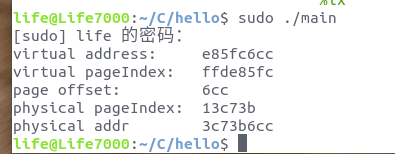 %lx
life@Life7000:~/C/hello$ sudo ./main
[sudo] life 的密码：
virtual address: e85fc6cc
virtual pageIndex: ffde85fc
page offset: 6cc
physical pageIndex: 13c73b
physical addr 3c73b6cc
life@Life7000:~/C/hello$